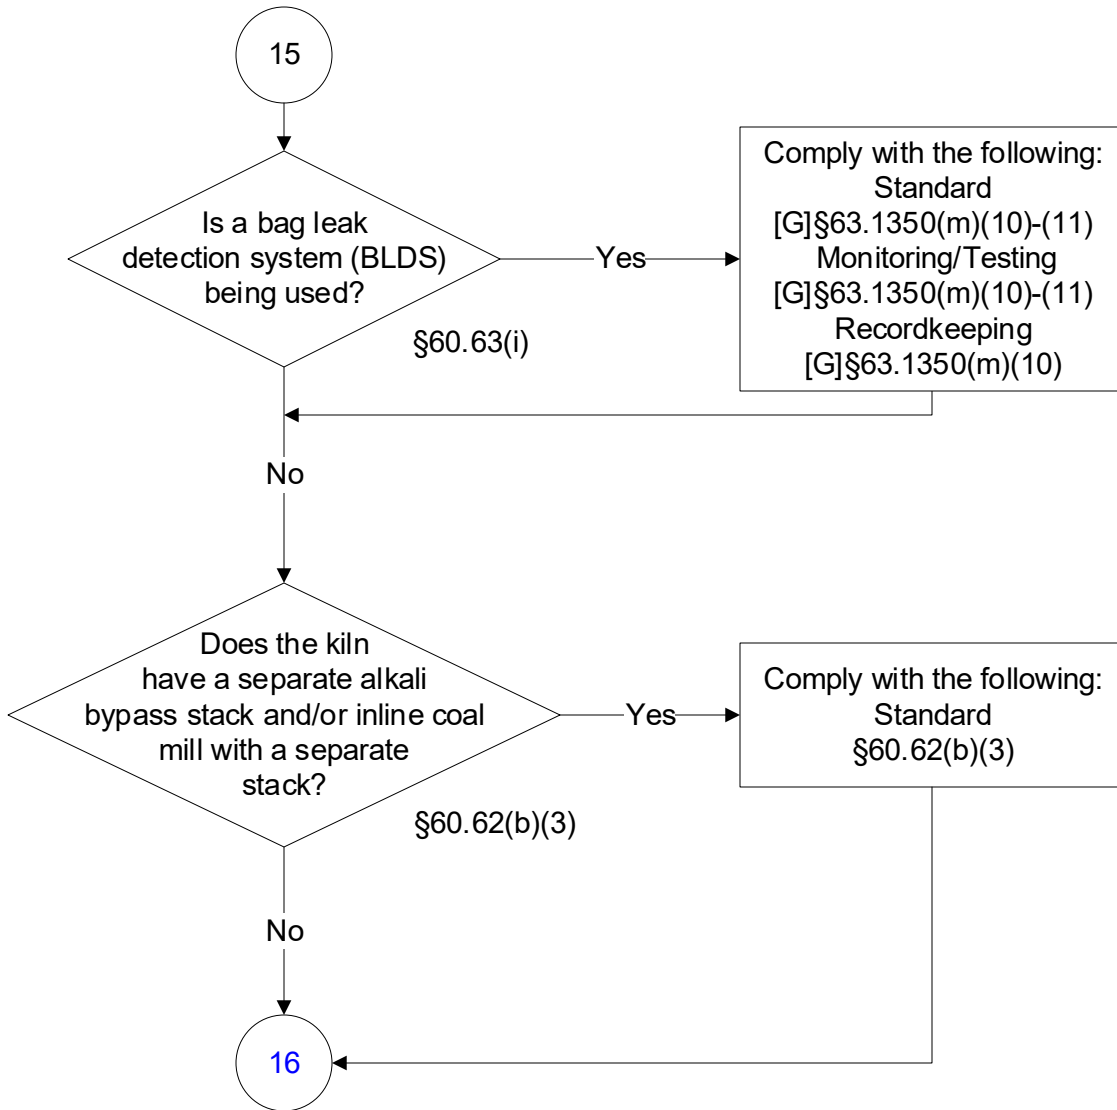 15
Is a bag leak
detection system (BLDS)
being used?
Yes
§60.63(i)
Comply with the following:
Standard
[G]§63.1350(m)(10)-(11)
Monitoring/Testing
[G]§63.1350(m)(10)-(11)
Recordkeeping
[G]§63.1350(m)(10)
No
Does the kiln
have a separate alkali
bypass stack and/or inline coal
mill with a separate
stack?
Yes
§60.62(b)(3)
Comply with the following:
Standard
§60.62(b)(3)
No
16